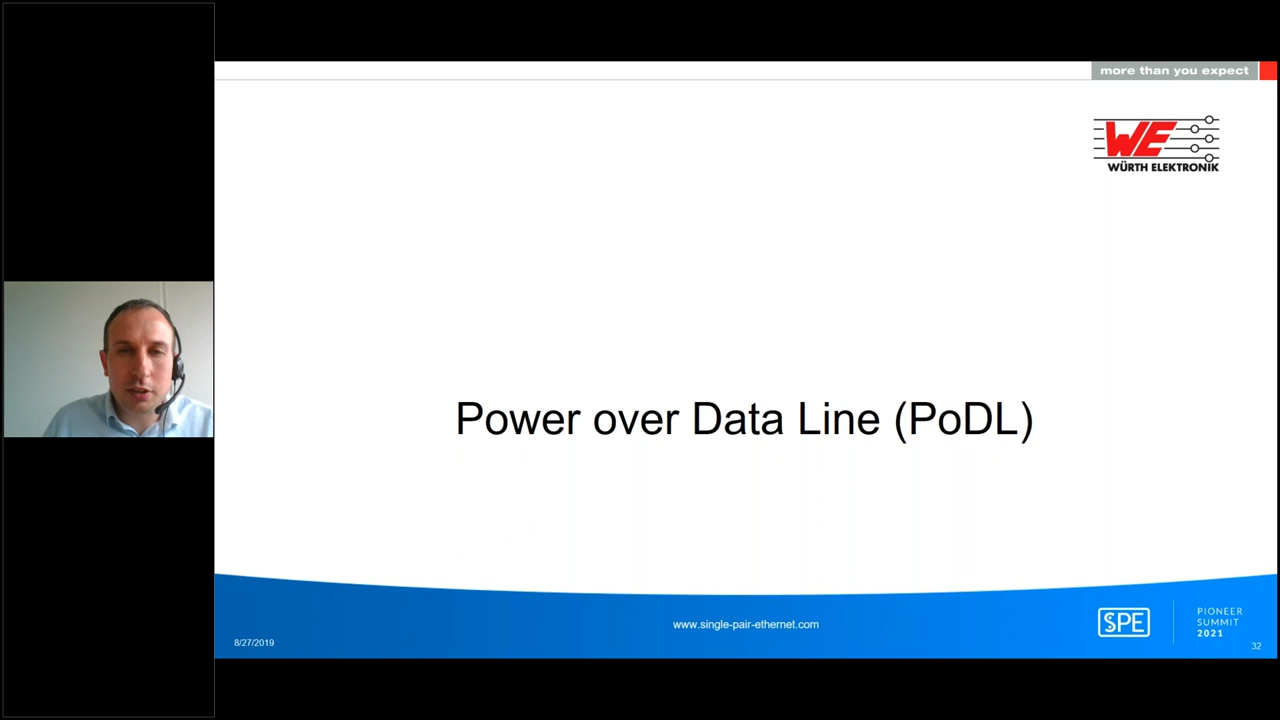 more than you expect
WE
WÜRTH ELEKTRONIK
Power over Data Line (PoDL)
www.single-pair-ethernet.com
8/27/2019
SPE
PIONEER
SUMMIT
2021
32